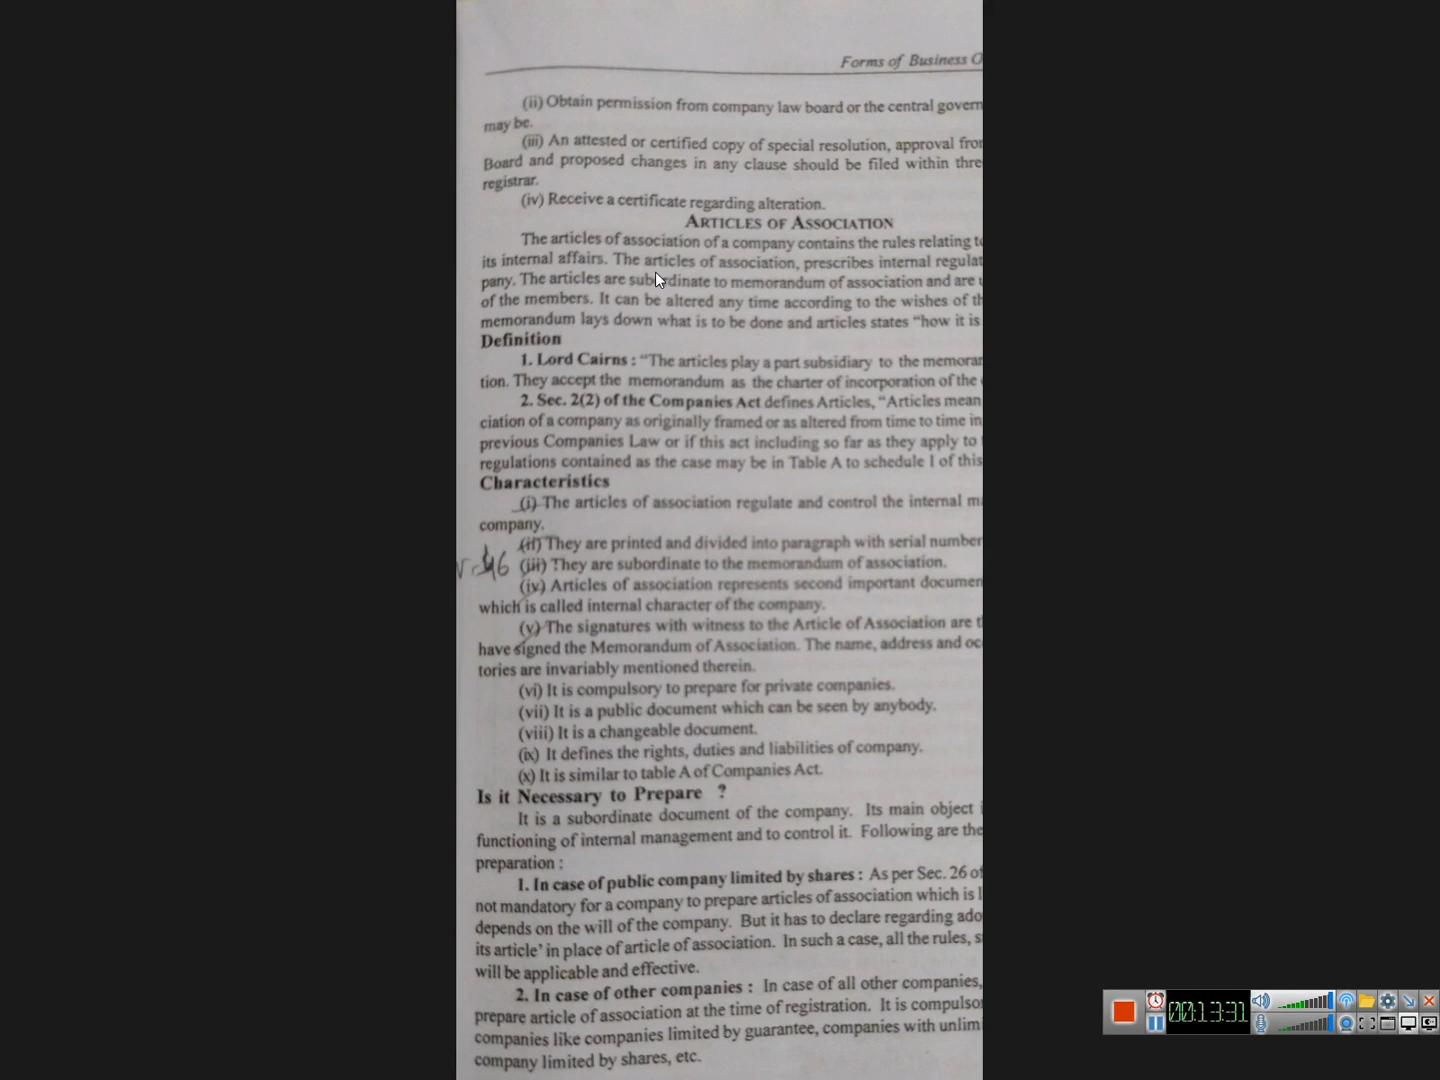 Forms of Business O
(ii) Obtain permission from company law board or the central govern
may be.
(iii) An attested or certified copy of special resolution, approval from
Board and proposed changes in any clause should be filed within thre
registrar.
(iv) Receive a certificate regarding alteration.
ARTICLES OF ASSOCIATION
The articles of association of a company contains the rules relating to
its internal affairs. The articles of association, prescribes internal regulat
pany. The articles are subordinate to memorandum of association and are
of the members. It can be altered any time according to the wishes of th
memorandum lays down what is to be done and articles states “how it is
Definition
1. Lord Cairns : “The articles play a part subsidiary to the memoran
tion. They accept the memorandum as the charter of incorporation of the
2. Sec. 2(2) of the Companies Act defines Articles, “Articles mean
ciation of a company as originally framed or as altered from time to time in
previous Companies Law or if this act including so far as they apply to
regulations contained as the case may be in Table A to schedule I of this
Characteristics
(i) The articles of association regulate and control the internal m
company.
(ii) They are printed and divided into paragraph with serial number
(iii) They are subordinate to the memorandum of association.
(iv) Articles of association represents second important documen
which is called internal character of the company.
(v) The signatures with witness to the Article of Association are t
have signed the Memorandum of Association. The name, address and oc
tories are invariably mentioned therein.
(vi) It is compulsory to prepare for private companies.
(vii) It is a public document which can be seen by anybody.
(viii) It is a changeable document.
(ix) It defines the rights, duties and liabilities of company.
(x) It is similar to table A of Companies Act.
Is it Necessary to Prepare ?
It is a subordinate document of the company. Its main object i
functioning of internal management and to control it. Following are the
preparation :
1. In case of public company limited by shares : As per Sec. 26 of
not mandatory for a company to prepare articles of association which is l
depends on the will of the company. But it has to declare regarding ado
its article’ in place of article of association. In such a case, all the rules, s
will be applicable and effective.
2. In case of other companies : In case of all other companies,
prepare article of association at the time of registration. It is compulso
companies like companies limited by guarantee, companies with unlim
company limited by shares, etc.
00:13:31